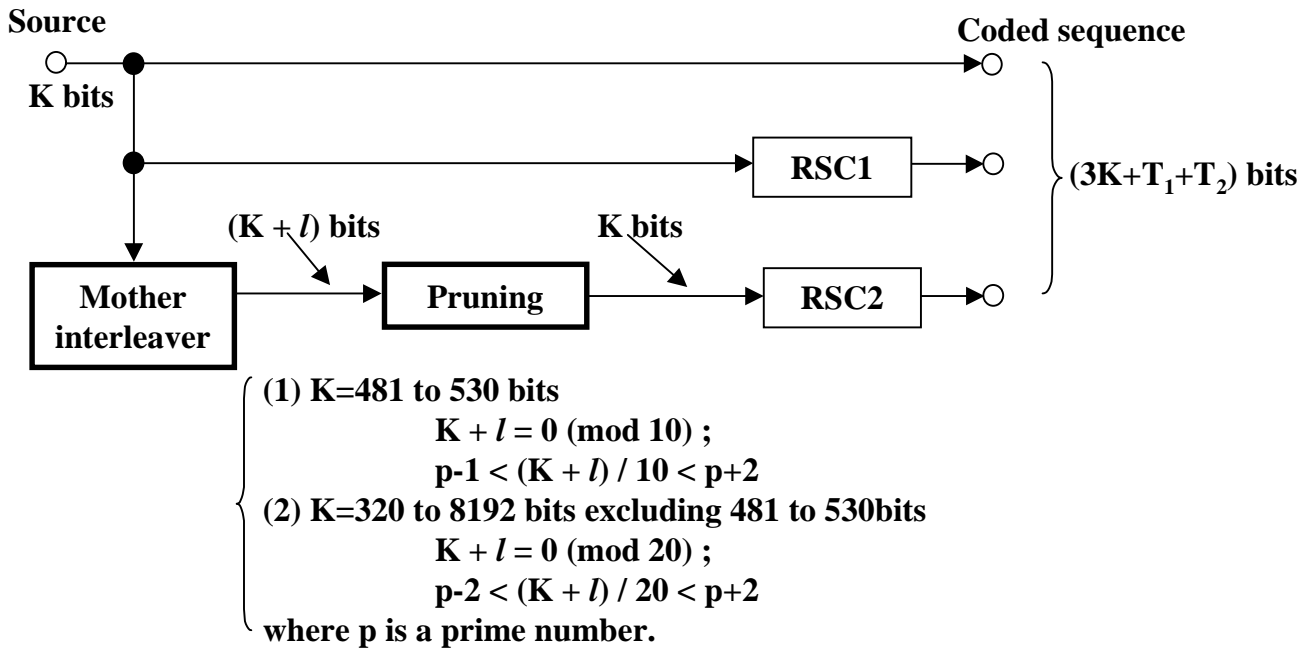 Source
Coded sequence
K bits
RSC1
(3K+T1+T2) bits
(K + l) bits
K bits
Mother
interleaver
Pruning
RSC2
(1) K=481 to 530 bits
K + l = 0 (mod 10) ;
p-1 < (K + l) / 10 < p+2
(2) K=320 to 8192 bits excluding 481 to 530bits
K + l = 0 (mod 20) ;
p-2 < (K + l) / 20 < p+2
where p is a prime number.